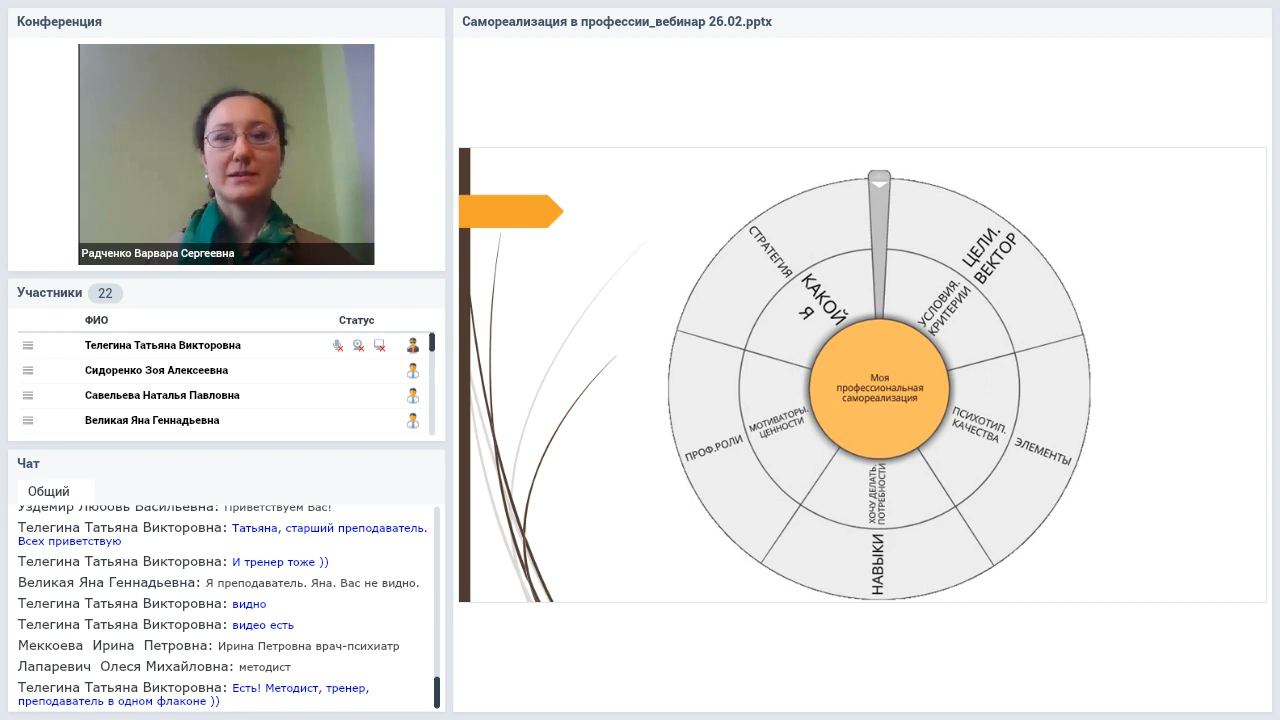 Конференция
Радченко Варвара Сергеевна
Участники 22
ФИО Статус
Телегина Татьяна Викторовна
Сидоренко Зоя Алексеевна
Савельева Наталья Павловна
Великая Яна Геннадьевна
Чат
Общий
Уздемир Любовь Васильевна: Приветствуем Вас!
Телегина Татьяна Викторовна: Татьяна, старший преподаватель.
Всех приветствую
Телегина Татьяна Викторовна: И тренер тоже ))
Великая Яна Геннадьевна: Я преподаватель. Яна. Вас не видно.
Телегина Татьяна Викторовна: видно
Телегина Татьяна Викторовна: видео есть
Меккоева Ирина Петровна: Ирина Петровна врач-психиатр
Лапаревич Олеся Михайловна: методист
Телегина Татьяна Викторовна: Есть! Методист, тренер,
преподаватель в одном флаконе ))
Самореализация в профессии_вебинар 26.02.pptx
СТРАТЕГИЯ
КАКОЙ
Я
ЦЕЛИ.
ВЕКТОР
УСЛОВИЯ.
КРИТЕРИИ
Моя
профессиональная
самореализация
ПСИХОТИП.
КАЧЕСТВА
ЭЛЕМЕНТЫ
МОТИВАТОРЫ.
ЦЕННОСТИ
ПРОФ.РОЛИ
ХОЧУ ДЕЛАТЬ.
ПОТРЕБНОСТИ
НАВЫКИ